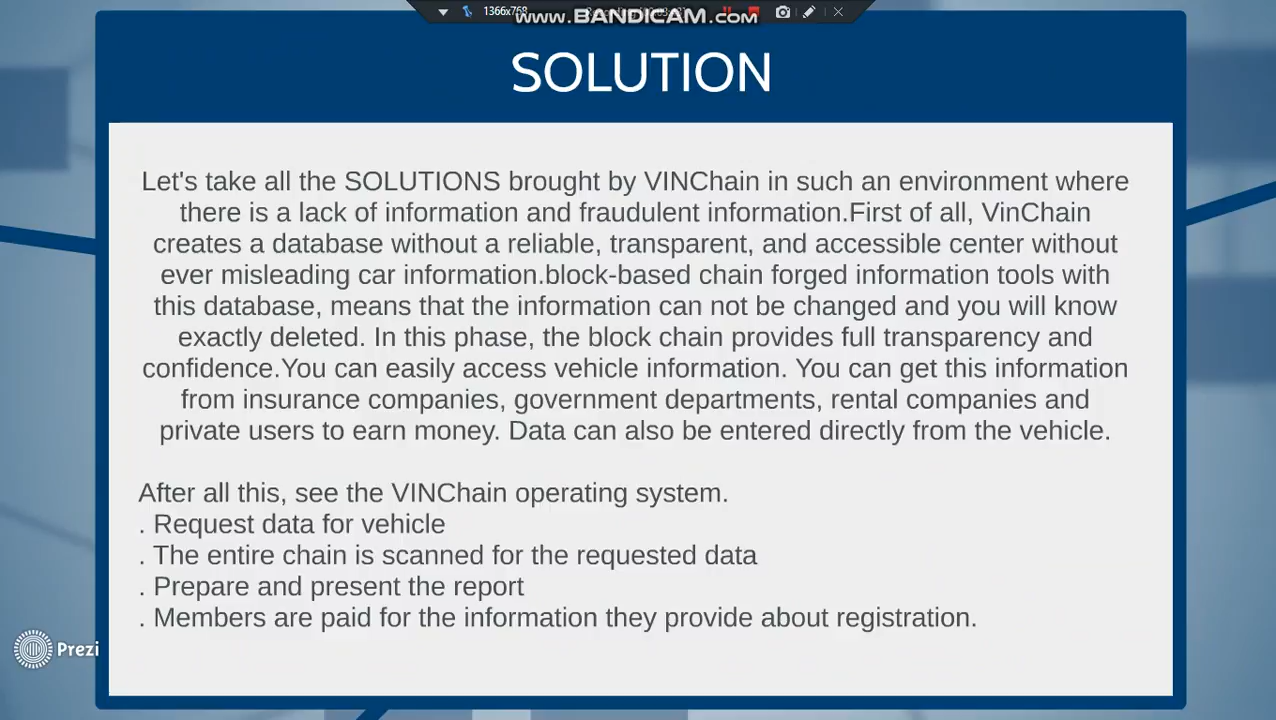 1366x768
www.BANDICAM.com
SOLUTION
Let's take all the SOLUTIONS brought by VINChain in such an environment where
there is a lack of information and fraudulent information.First of all, VinChain
creates a database without a reliable, transparent, and accessible center without
ever misleading car information.block-based chain forged information tools with
this database, means that the information can not be changed and you will know
exactly deleted. In this phase, the block chain provides full transparency and
confidence.You can easily access vehicle information. You can get this information
from insurance companies, government departments, rental companies and
private users to earn money. Data can also be entered directly from the vehicle.
After all this, see the VINChain operating system.
. Request data for vehicle
. The entire chain is scanned for the requested data
. Prepare and present the report
. Members are paid for the information they provide about registration.
Prezi